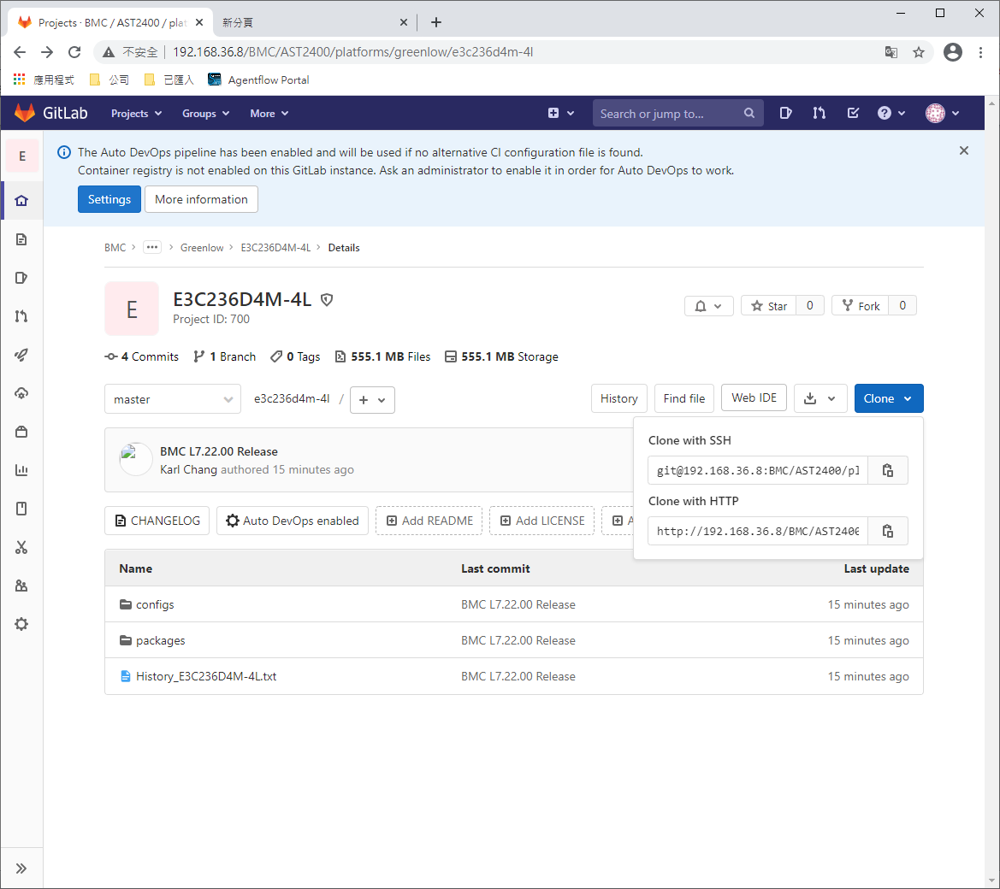 Projects · BMC / AST2400 / plat
新分頁
不安全
192.168.36.8/BMC/AST2400/platforms/greenlow/e3c236d4m-4l
應用程式
公司
已匯入
Agentflow Portal
GitLab
Projects
Groups
More
Search or jump to...
E
The Auto DevOps pipeline has been enabled and will be used if no alternative CI configuration file is found.
Container registry is not enabled on this GitLab instance. Ask an administrator to enable it in order for Auto DevOps to work.
Settings
More information
BMC > ... > Greenlow > E3C236D4M-4L > Details
E
E3C236D4M-4L
Project ID: 700
Star
0
Fork
0
4 Commits
1 Branch
0 Tags
555.1 MB Files
555.1 MB Storage
master
e3c236d4m-4l /
+
History
Find file
Web IDE
Clone
BMC L7.22.00 Release
Karl Chang authored 15 minutes ago
Clone with SSH
git@192.168.36.8:BMC/AST2400/pl
Clone with HTTP
http://192.168.36.8/BMC/AST2400
CHANGELOG
Auto DevOps enabled
Add README
Add LICENSE
A
Name
Last commit
Last update
configs
BMC L7.22.00 Release
15 minutes ago
packages
BMC L7.22.00 Release
15 minutes ago
History_E3C236D4M-4L.txt
BMC L7.22.00 Release
15 minutes ago